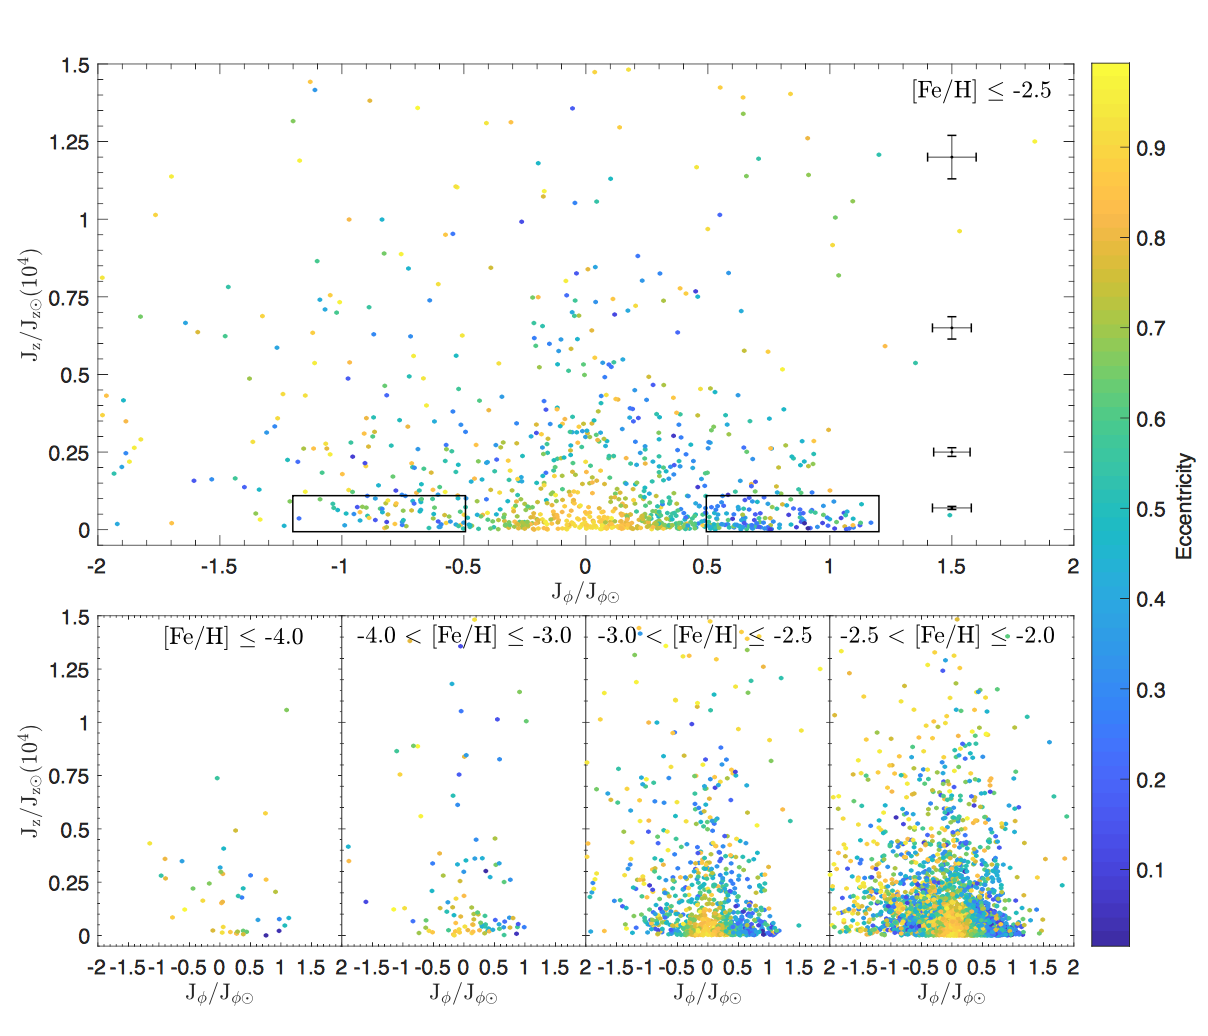 [Fe/H] ≤ -2.5
1.5
1.25
1
0.75
0.5
0.25
0
J_z/J_z⊙(10^4)
-2 -1.5 -1 -0.5 0 0.5 1 1.5 2
J_ϕ/J_ϕ⊙
0.9
0.8
0.7
0.6
0.5
0.4
0.3
0.2
0.1
Eccentricity
[Fe/H] ≤ -4.0
-4.0 < [Fe/H] ≤ -3.0
-3.0 < [Fe/H] ≤ -2.5
-2.5 < [Fe/H] ≤ -2.0
1.5
1.25
1
0.75
0.5
0.25
0
J_z/J_z⊙(10^4)
-2 -1.5 -1 -0.5 0 0.5 1 1.5 2 -1.5 -1 -0.5 0 0.5 1 1.5 2 -1.5 -1 -0.5 0 0.5 1 1.5 2 -1.5 -1 -0.5 0 0.5 1 1.5 2
J_ϕ/J_ϕ⊙ J_ϕ/J_ϕ⊙ J_ϕ/J_ϕ⊙ J_ϕ/J_ϕ⊙